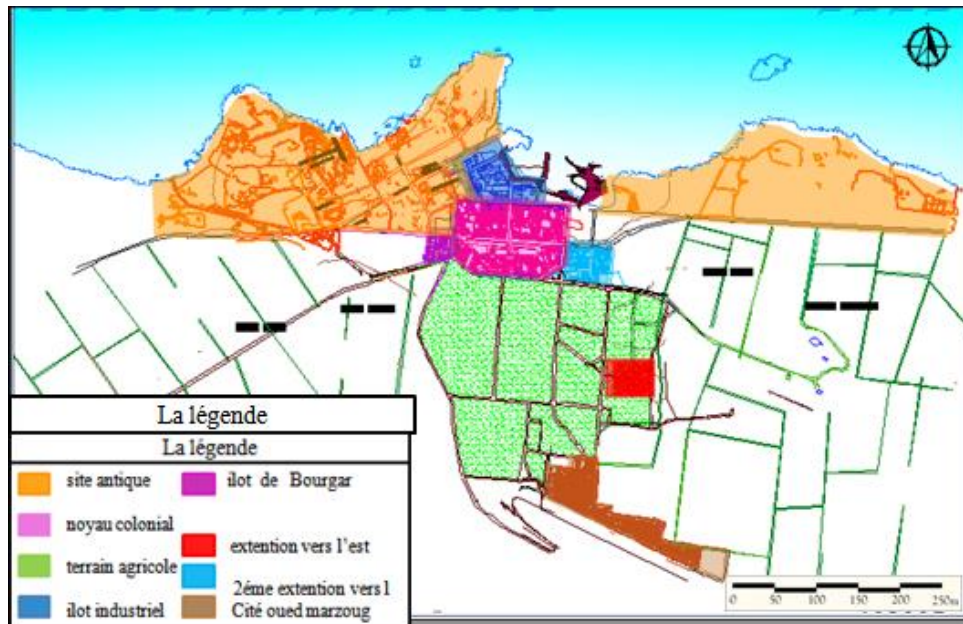 La légende
La légende
site antique
ilot de Bourgar
noyau colonial
extention vers l'est
terrain agricole
2éme extention vers l
ilot industriel
Cité oued marzoug
0 50 100 150 200 250m